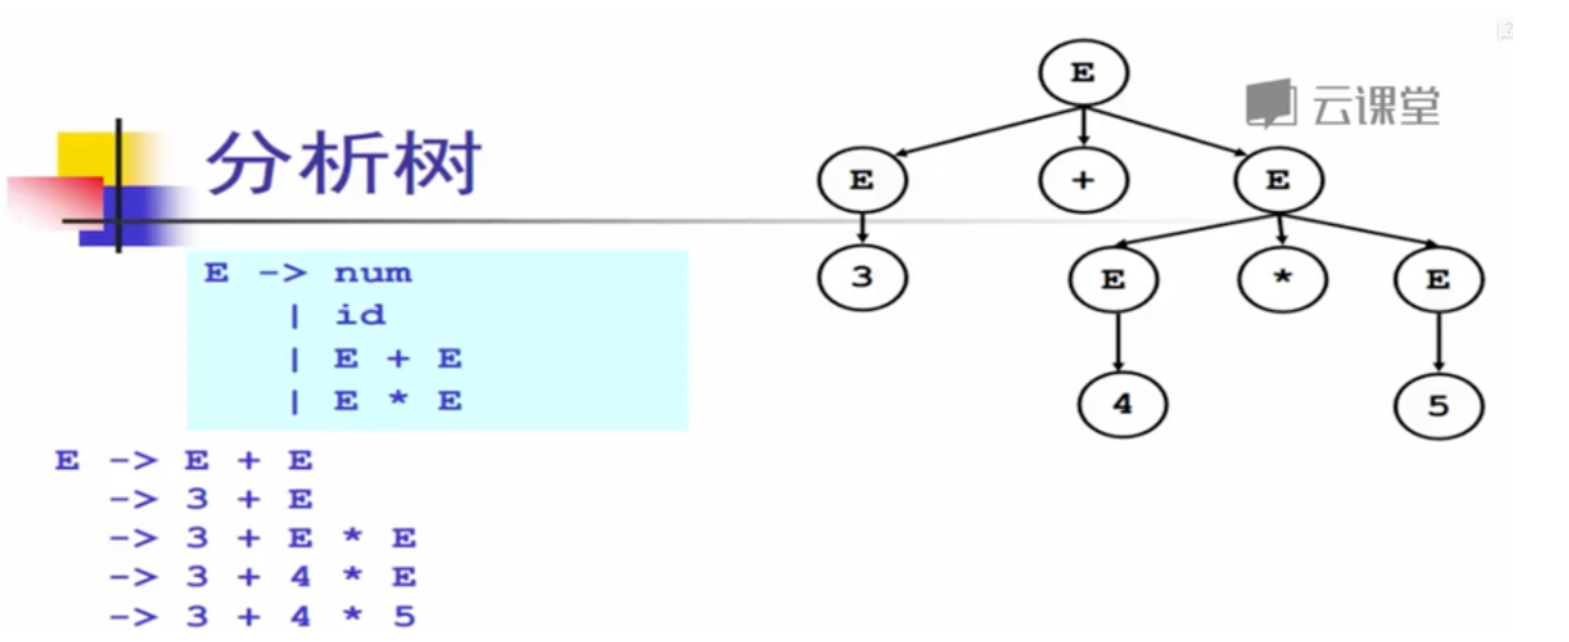 分析树
云课堂
E -> num
| id
| E + E
| E * E
E -> E + E
-> 3 + E
-> 3 + E * E
-> 3 + 4 * E
-> 3 + 4 * 5
E
E + E
3 E * E
4 5